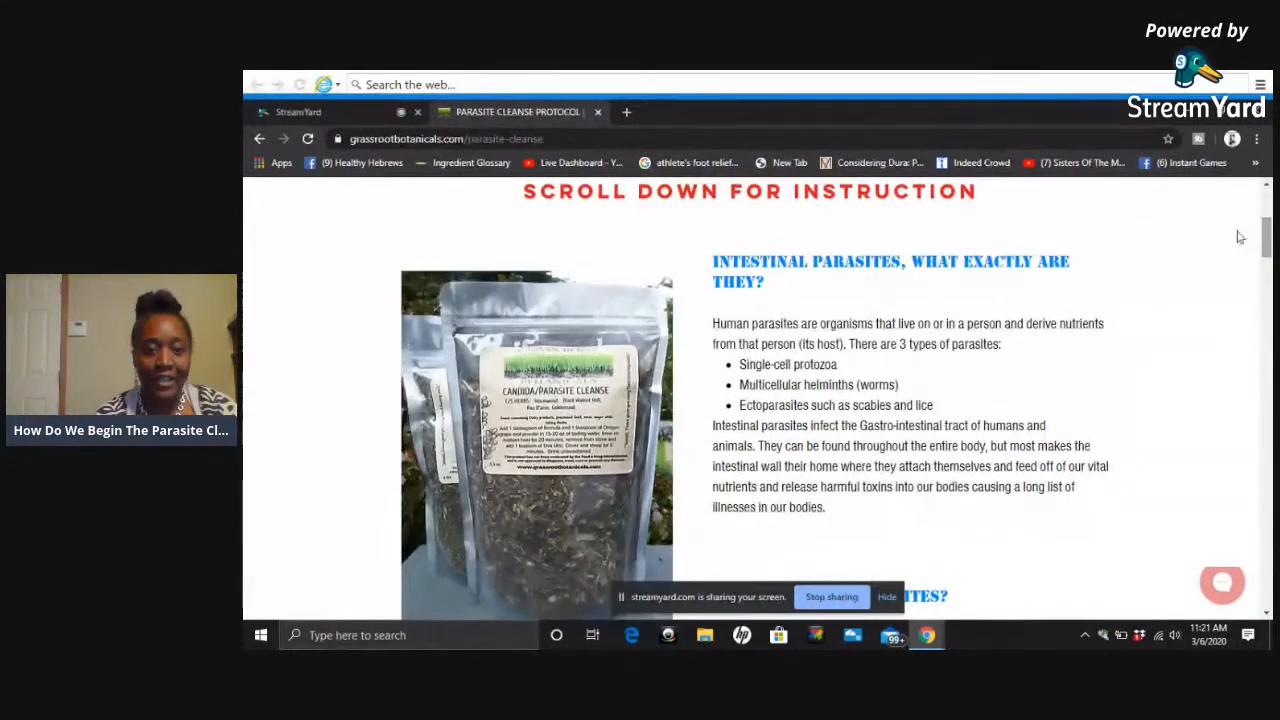 Powered by
StreamYard
Search the web...
StreamYard
PARASITE CLEANSE PROTOCOL |
grassrootbotanicals.com/parasite-cleanse
Apps
(9) Healthy Hebrews
Ingredient Glossary
Live Dashboard - Y...
athlete's foot relief...
New Tab
Considering Dura: P...
Indeed Crowd
(7) Sisters Of The M...
(6) Instant Games
SCROLL DOWN FOR INSTRUCTION
INTESTINAL PARASITES, WHAT EXACTLY ARE
THEY?
Human parasites are organisms that live on or in a person and derive nutrients
from that person (its host). There are 3 types of parasites:
Single-cell protozoa
Multicellular helminths (worms)
Ectoparasites such as scabies and lice
Intestinal parasites infect the Gastro-intestinal tract of humans and
animals. They can be found throughout the entire body, but most makes the
intestinal wall their home where they attach themselves and feed off of our vital
nutrients and release harmful toxins into our bodies causing a long list of
illnesses in our bodies.
ITES?
CANDIDA/PARASITE CLEANSE
www.grassrootbotanicals.com
How Do We Begin The Parasite Cl...
streamyard.com is sharing your screen.
Stop sharing
Hide
Type here to search
hp
99+
11:21 AM
3/6/2020